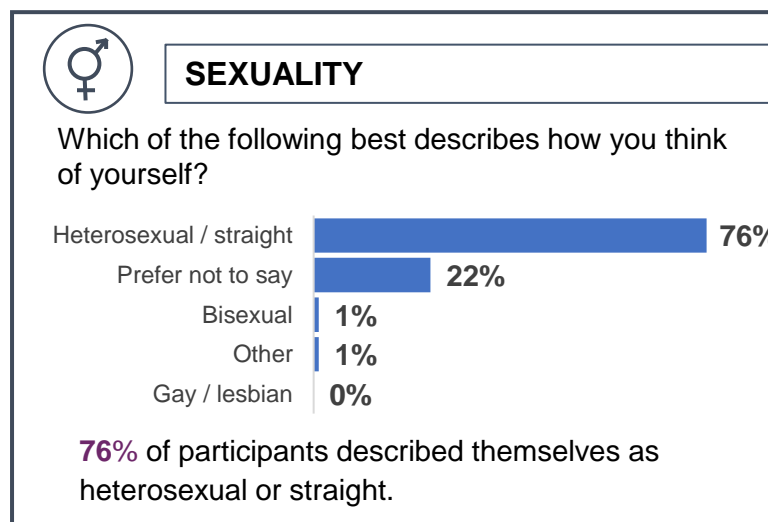 SEXUALITY
Which of the following best describes how you think
of yourself?
Heterosexual / straight 76%
Prefer not to say 22%
Bisexual 1%
Other 1%
Gay / lesbian 0%
76% of participants described themselves as
heterosexual or straight.